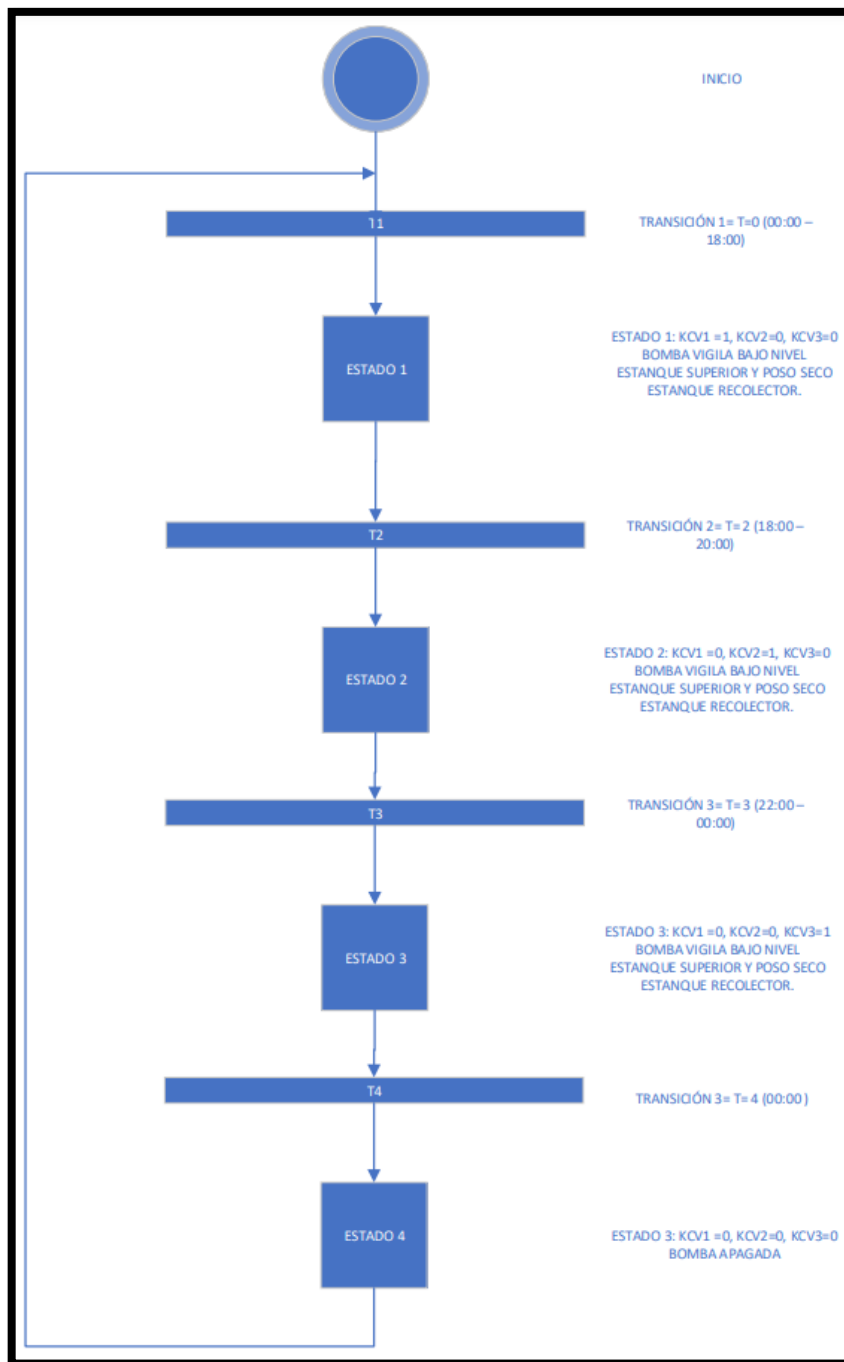 INICIO
T1
TRANSICIÓN 1= T=0 (00:00 –
18:00)
ESTADO 1
ESTADO 1: KCV1 =1, KCV2=0, KCV3=0
BOMBA VIGILA BAJO NIVEL
ESTANQUE SUPERIOR Y POSO SECO
ESTANQUE RECOLECTOR.
T2
TRANSICIÓN 2= T= 2 (18:00 –
20:00)
ESTADO 2
ESTADO 2: KCV1 =0, KCV2=1, KCV3=0
BOMBA VIGILA BAJO NIVEL
ESTANQUE SUPERIOR Y POSO SECO
ESTANQUE RECOLECTOR.
T3
TRANSICIÓN 3= T= 3 (22:00 –
00:00)
ESTADO 3
ESTADO 3: KCV1 =0, KCV2=0, KCV3=1
BOMBA VIGILA BAJO NIVEL
ESTANQUE SUPERIOR Y POSO SECO
ESTANQUE RECOLECTOR.
T4
TRANSICIÓN 3= T= 4 (00:00 )
ESTADO 4
ESTADO 3: KCV1 =0, KCV2=0, KCV3=0
BOMBA APAGADA